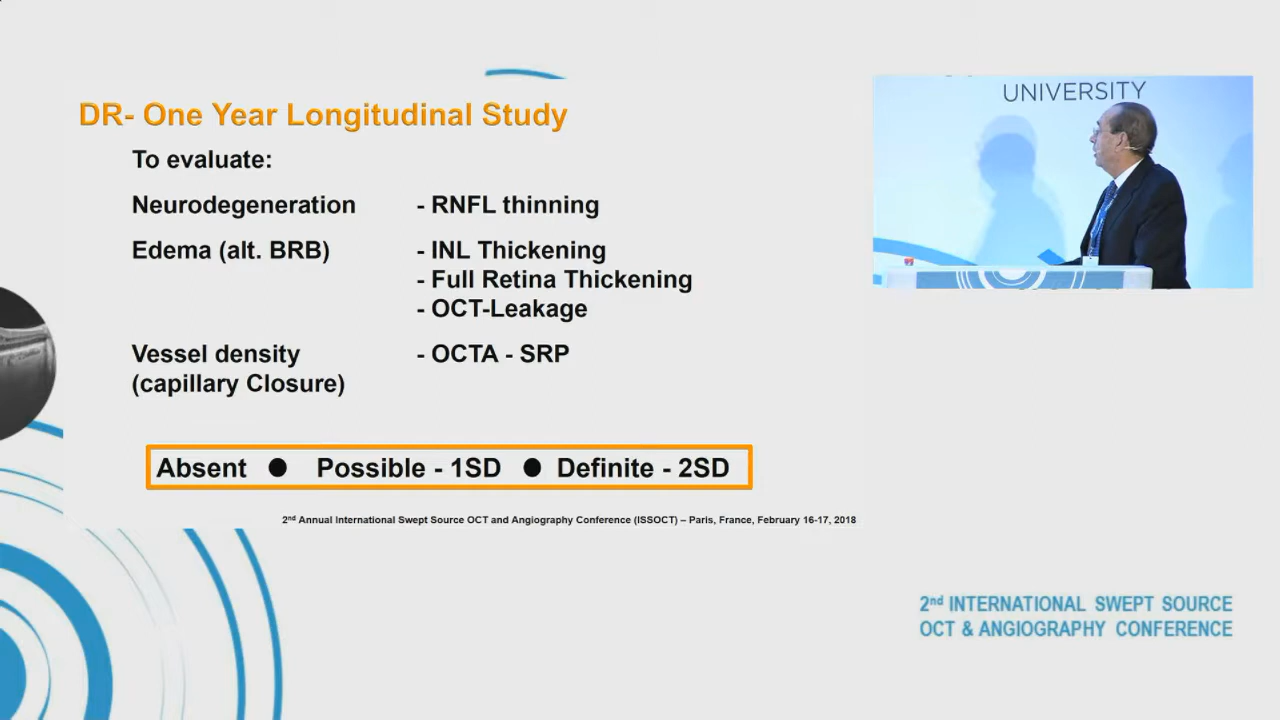 DR- One Year Longitudinal Study
To evaluate:
Neurodegeneration - RNFL thinning
Edema (alt. BRB) - INL Thickening
- Full Retina Thickening
- OCT-Leakage
Vessel density - OCTA - SRP
(capillary Closure)
Absent ● Possible - 1SD ● Definite - 2SD
2nd Annual International Swept Source OCT and Angiography Conference (ISSOCT) – Paris, France, February 16-17, 2018
UNIVERSITY
2nd INTERNATIONAL SWEPT SOURCE
OCT & ANGIOGRAPHY CONFERENCE